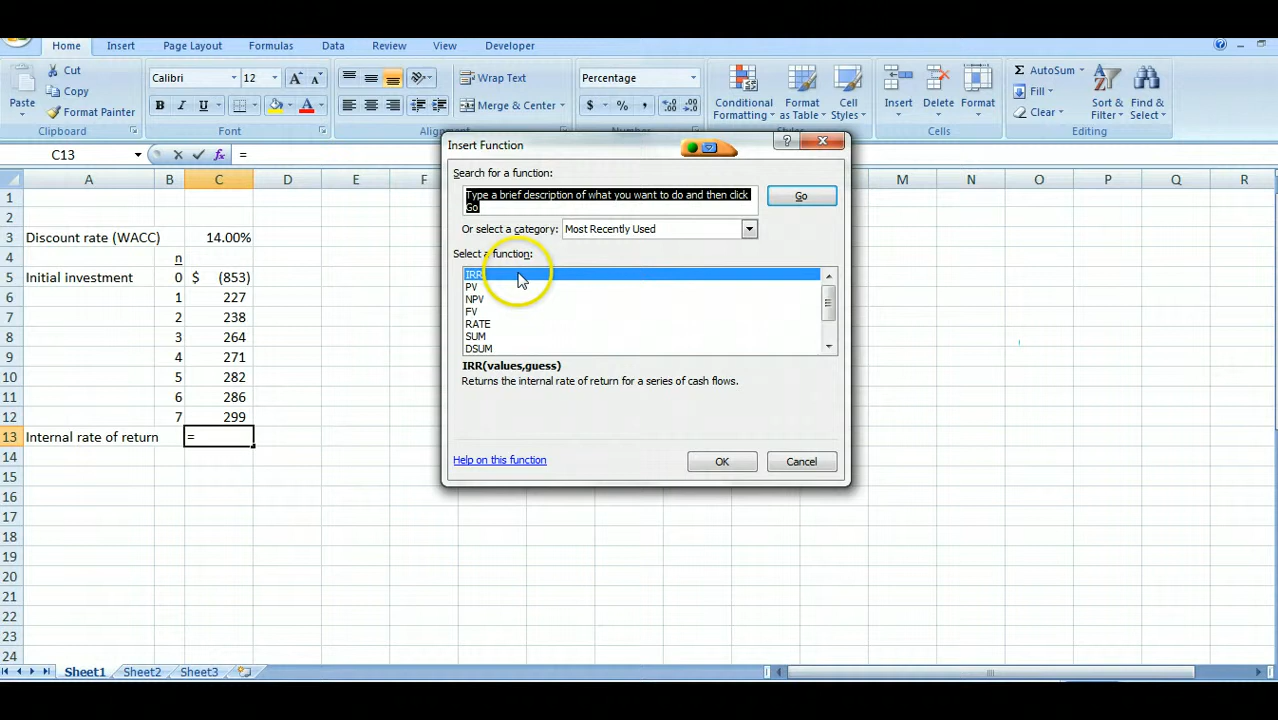 Home Insert Page Layout Formulas Data Review View Developer
Cut
Copy
Format Painter
Paste
Clipboard
Calibri 12
B I U
Font
Wrap Text
Merge & Center
Alignment
Percentage
$ % ,
Number
Conditional Formatting
Format as Table
Cell Styles
Styles
Insert Delete Format
Cells
Σ AutoSum
Fill
Clear
Sort & Filter
Find & Select
Editing
C13 fx =
A B C D E F M N O P Q R
1
2
3 Discount rate (WACC) 14.00%
4 n
5 Initial investment 0 $ (853)
6 1 227
7 2 238
8 3 264
9 4 271
10 5 282
11 6 286
12 7 299
13 Internal rate of return =
14
15
16
17
18
19
20
21
22
23
24
Insert Function
Search for a function:
Type a brief description of what you want to do and then click
Go
Go
Or select a category: Most Recently Used
Select a function:
IRR
PV
NPV
FV
RATE
SUM
DSUM
IRR(values,guess)
Returns the internal rate of return for a series of cash flows.
Help on this function
OK Cancel
Sheet1 Sheet2 Sheet3